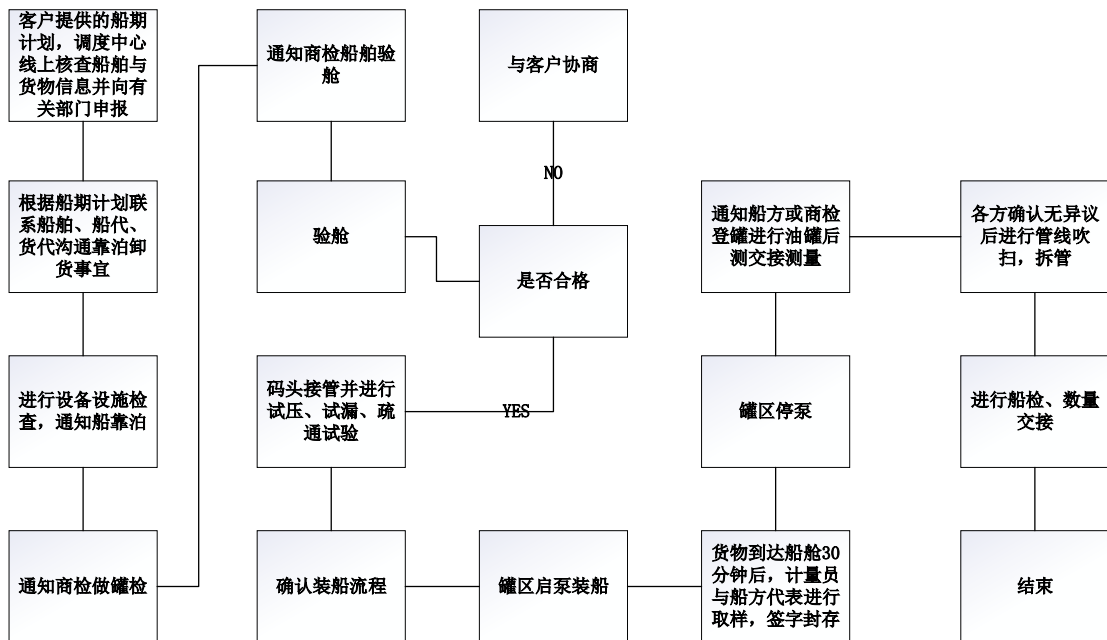 客户提供的船期
计划，调度中心
线上核查船舶与
货物信息并向有
关部门申报
根据船期计划联
系船舶、船代、
货代沟通靠泊卸
货事宜
进行设备设施检
查，通知船靠泊
通知商检做罐检
通知商检船舶验
舱
验舱
与客户协商
NO
是否合格
YES
码头接管并进行
试压、试漏、疏
通试验
确认装船流程
罐区启泵装船
货物到达船舱30
分钟后，计量员
与船方代表进行
取样，签字封存
罐区停泵
通知船方或商检
登罐进行油罐后
测交接测量
各方确认无异议
后进行管线吹
扫，拆管
进行船检、数量
交接
结束